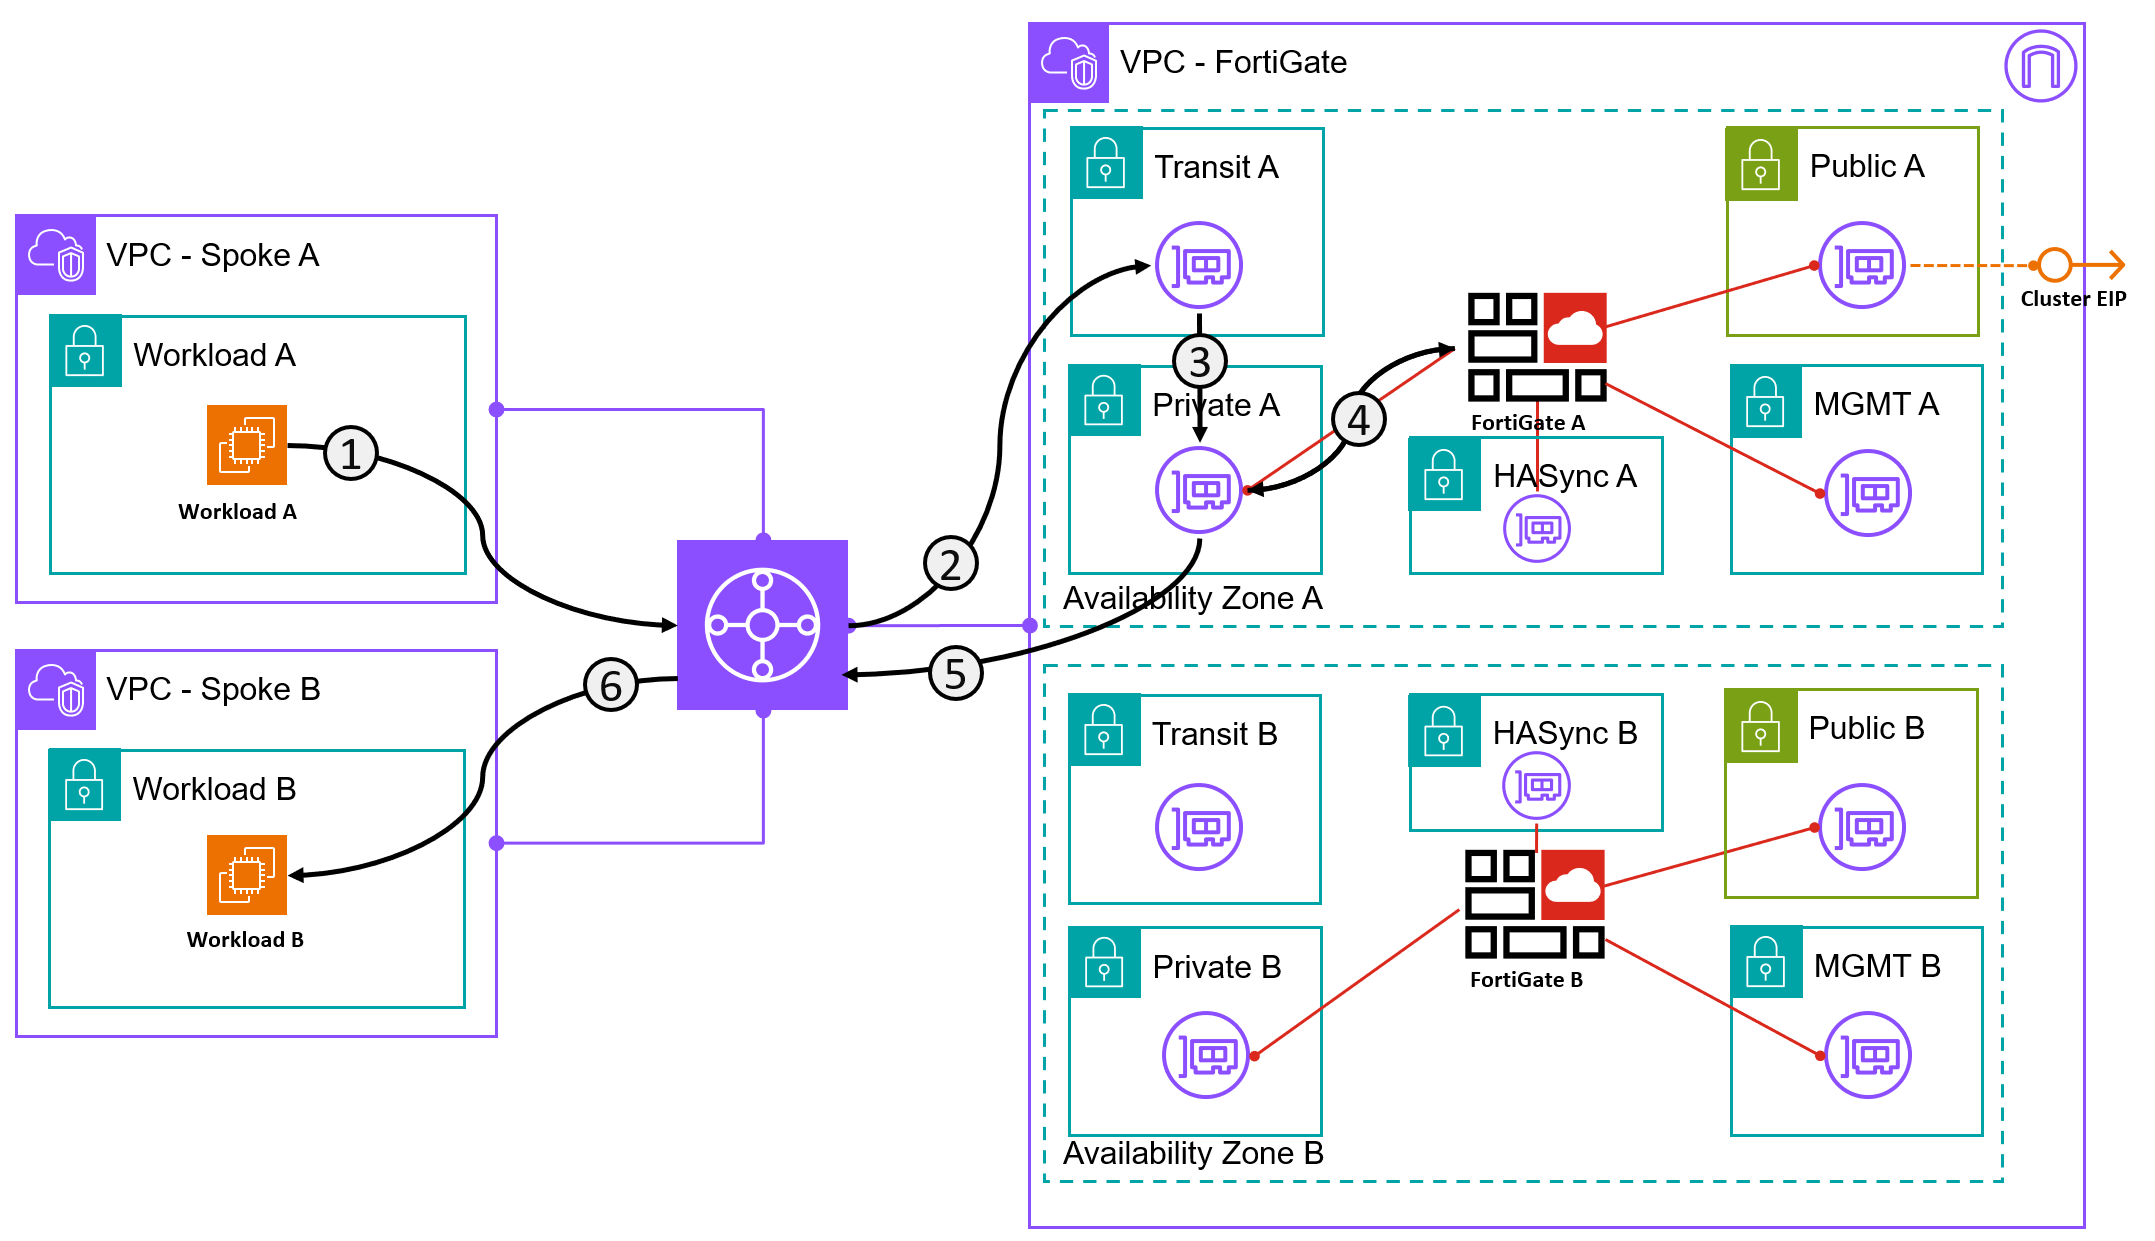 VPC - FortiGate
Transit A
Public A
VPC - Spoke A
Cluster EIP
Workload A
3
Private A
4
FortiGate A
MGMT A
1
HASync A
Workload A
2
Availability Zone A
5
6
VPC - Spoke B
Transit B
HASync B
Public B
Workload B
Workload B
Private B
FortiGate B
MGMT B
Availability Zone B